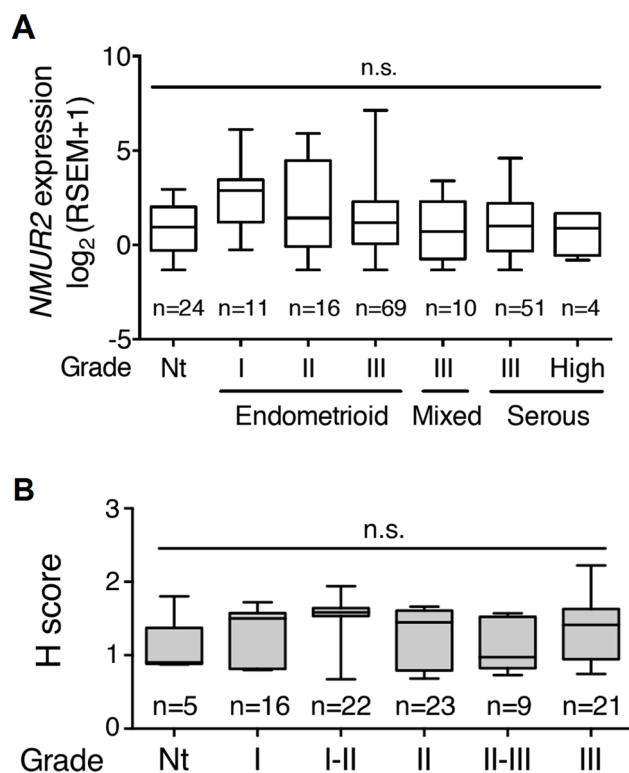 A
NMUR2 expression
log2 (RSEM+1)
10
5
0
-5
n.s.
n=24 n=11 n=16 n=69 n=10 n=51 n=4
Grade Nt I II III III III High
Endometrioid Mixed Serous
B
H score
3
2
1
0
n.s.
n=5 n=16 n=22 n=23 n=9 n=21
Grade Nt I I-II II II-III III